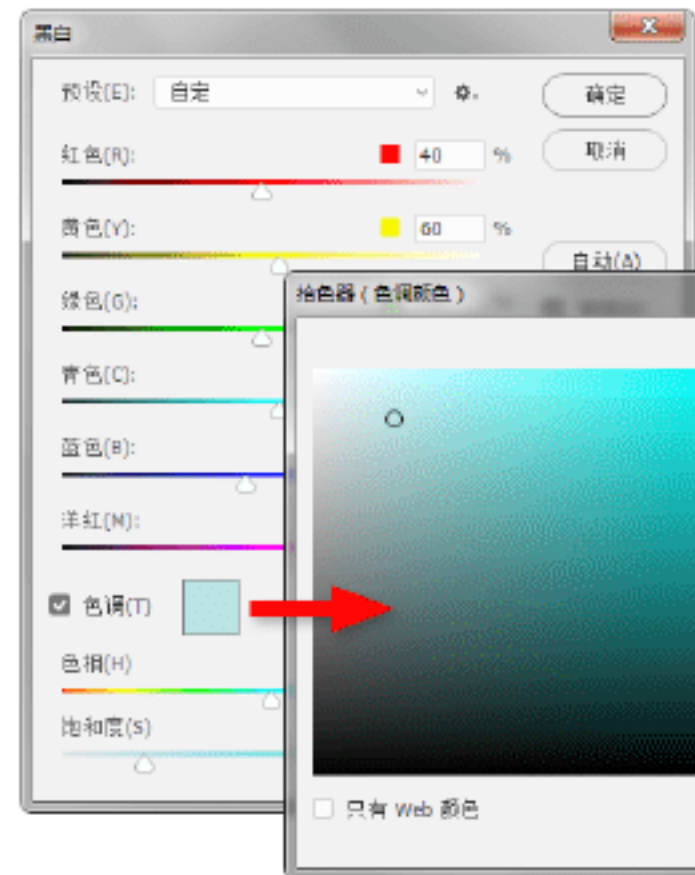 黑白
预设(E): 自定
确定
红色(R): 40 %
取消
黄色(Y): 60 %
自动(A)
拾色器 ( 色调颜色 )
绿色(G):
青色(C):
蓝色(B):
洋红(M):
色调(T)
色相(H)
饱和度(S)
只有 Web 颜色